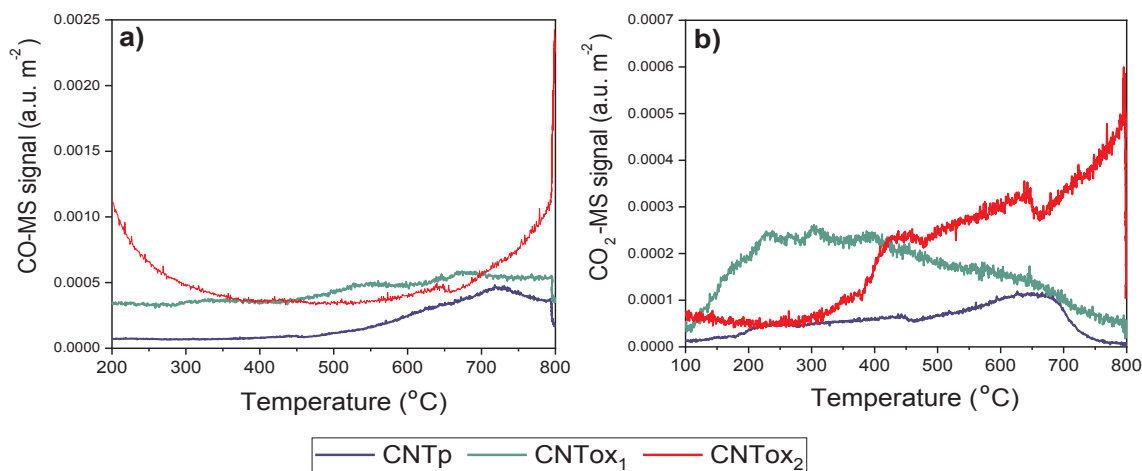 a)
CO-MS signal (a.u. m⁻²)
0.0025
0.0020
0.0015
0.0010
0.0005
0.0000
200 300 400 500 600 700 800
Temperature (°C)
b)
CO₂-MS signal (a.u. m⁻²)
0.0007
0.0006
0.0005
0.0004
0.0003
0.0002
0.0001
0.0000
100 200 300 400 500 600 700 800
Temperature (°C)
CNTp CNTox₁ CNTox₂